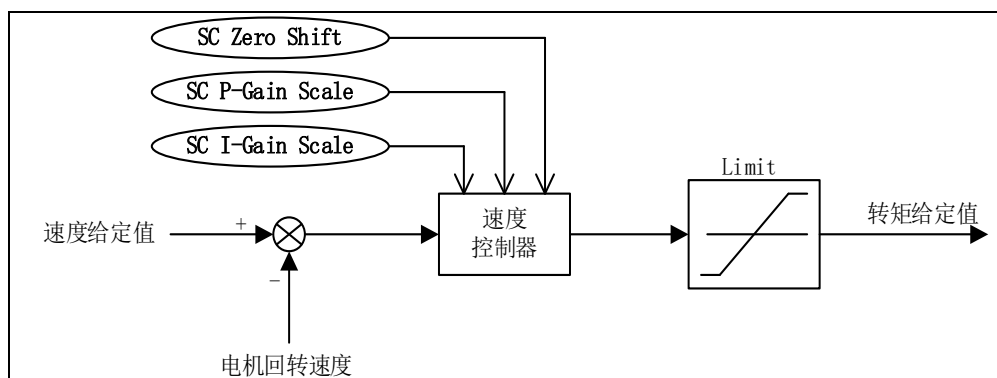 SC Zero Shift
SC P-Gain Scale
SC I-Gain Scale
Limit
速度给定值
+
速度
控制器
转矩给定值
-
电机回转速度